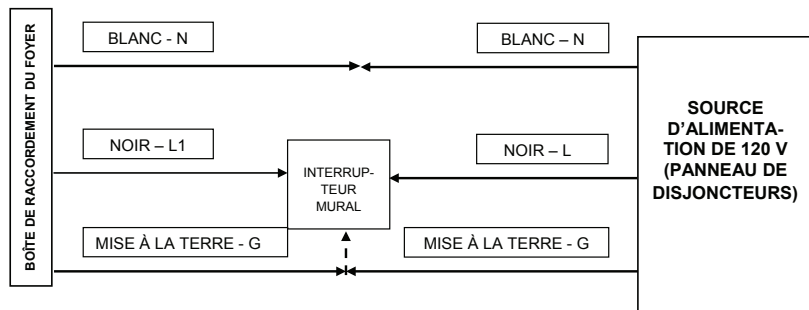 BOÎTE DE RACCORDEMENT DU FOYER
BLANC - N
BLANC – N
NOIR – L1
INTERRUP-
TEUR
MURAL
NOIR – L
MISE À LA TERRE - G
MISE À LA TERRE - G
SOURCE
D’ALIMENTA-
TION DE 120 V
(PANNEAU DE
DISJONCTEURS)